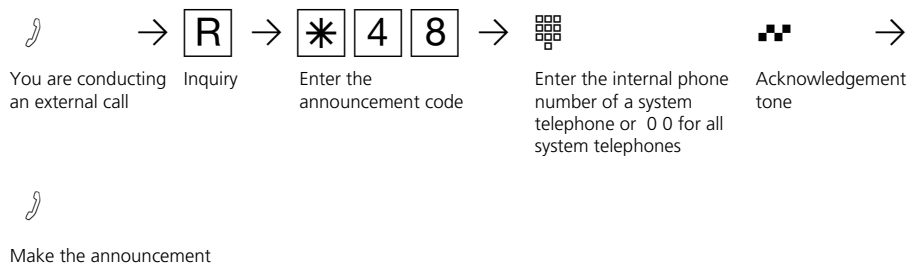 R * 4 8
You are conducting an external call
Inquiry
Enter the announcement code
Enter the internal phone number of a system telephone or 0 0 for all system telephones
Acknowledgement tone
Make the announcement